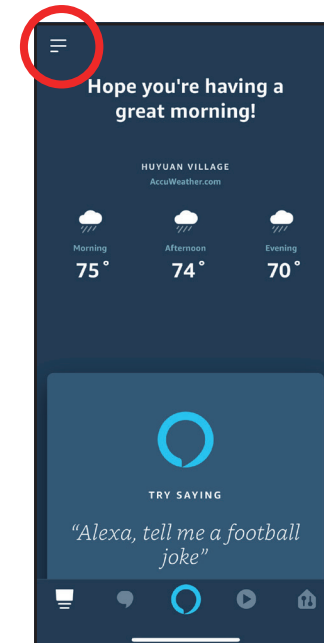 Hope you're having a
great morning!
HUYUAN VILLAGE
AccuWeather.com
Morning Afternoon Evening
75° 74° 70°
TRY SAYING
“Alexa, tell me a football
joke”